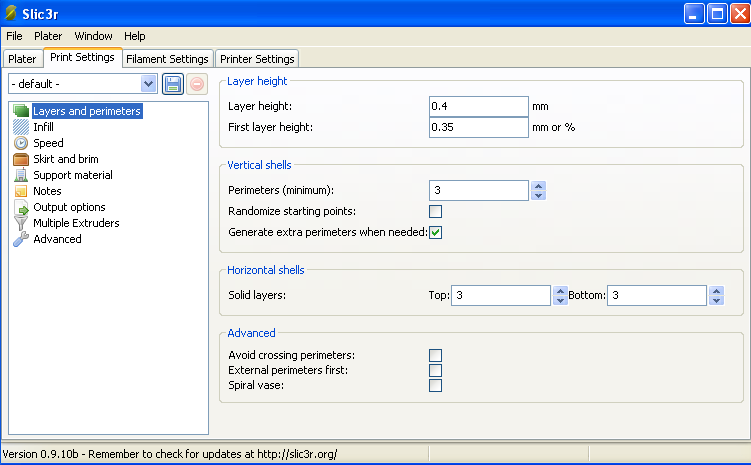 Slic3r
File Plater Window Help
Plater Print Settings Filament Settings Printer Settings
- default -
Layers and perimeters
Infill
Speed
Skirt and brim
Support material
Notes
Output options
Multiple Extruders
Advanced
Layer height
Layer height: 0.4 mm
First layer height: 0.35 mm or %
Vertical shells
Perimeters (minimum): 3
Randomize starting points:
Generate extra perimeters when needed:
Horizontal shells
Solid layers: Top: 3 Bottom: 3
Advanced
Avoid crossing perimeters:
External perimeters first:
Spiral vase:
Version 0.9.10b - Remember to check for updates at http://slic3r.org/